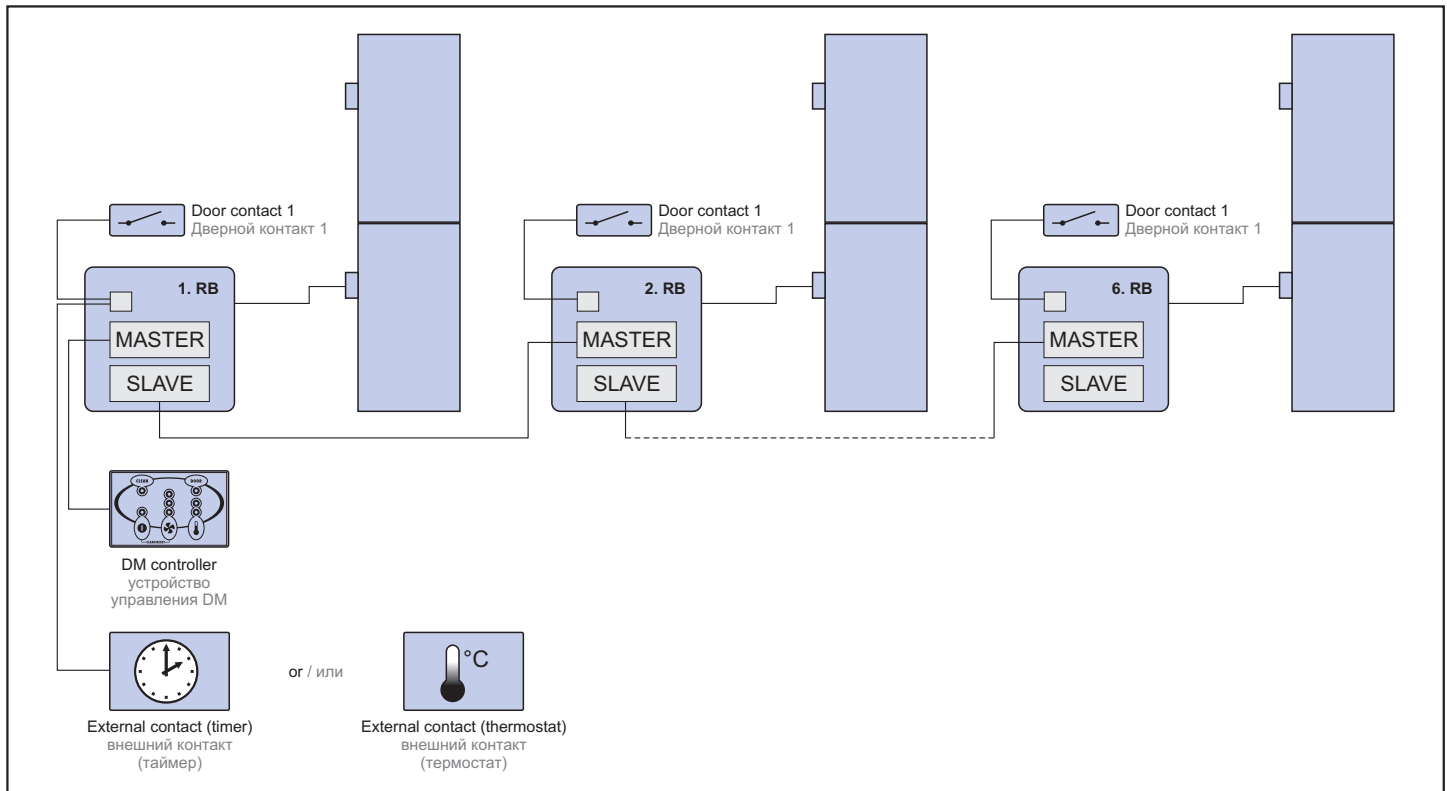 Door contact 1
Дверной контакт 1
Door contact 1
Дверной контакт 1
Door contact 1
Дверной контакт 1
1. RB
MASTER
SLAVE
2. RB
MASTER
SLAVE
6. RB
MASTER
SLAVE
CLEAN
DOOR
DM controller
устройство
управления DM
°C
or / или
External contact (timer)
внешний контакт
(таймер)
External contact (thermostat)
внешний контакт
(термостат)